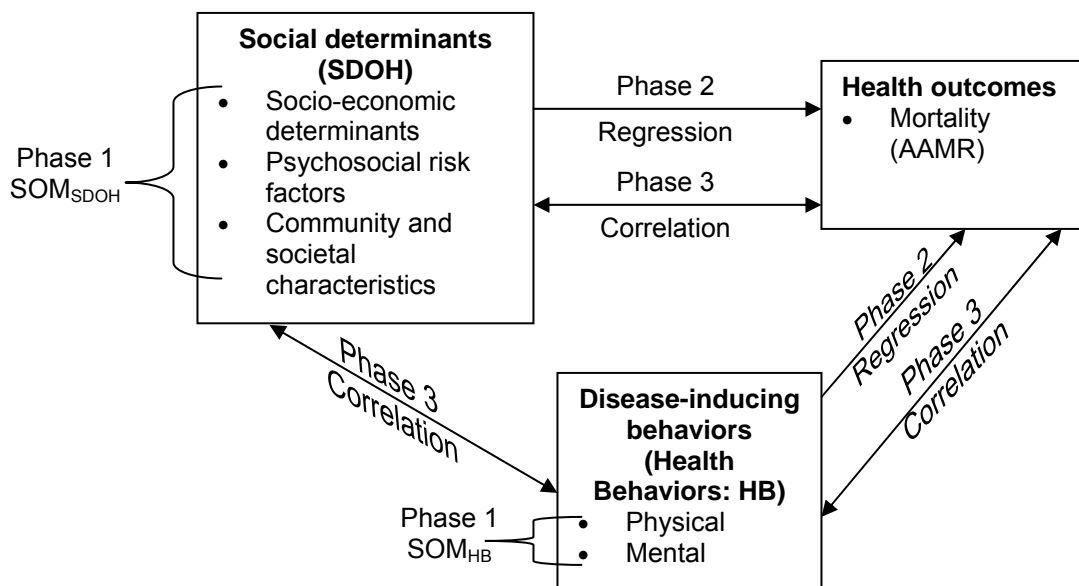 Social determinants
(SDOH)
• Socio-economic
determinants
• Psychosocial risk
factors
• Community and
societal
characteristics
Phase 1
SOMSDOH
Phase 2
Regression
Phase 3
Correlation
Health outcomes
• Mortality
(AAMR)
Phase 2
Regression
Phase 3
Correlation
Phase 3
Correlation
Disease-inducing
behaviors
(Health
Behaviors: HB)
• Physical
• Mental
Phase 1
SOMHB